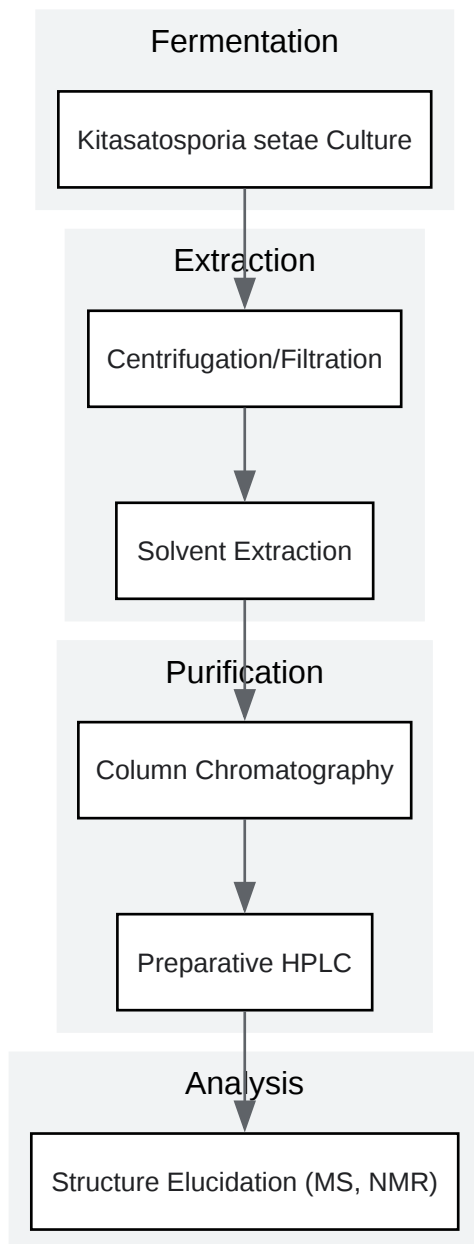 Fermentation
Kitasatosporia setae Culture
Extraction
Centrifugation/Filtration
Solvent Extraction
Purification
Column Chromatography
Preparative HPLC
Analysis
Structure Elucidation (MS, NMR)